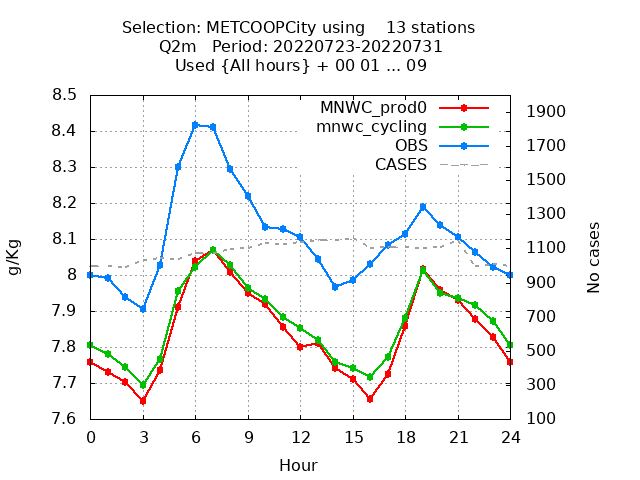 Selection: METCOOPCity using    13 stations
Q2m   Period: 20220723-20220731
Used {All hours} + 00 01 ... 09
MNWC_prod0
mnwc_cycling
OBS
CASES
g/Kg
8.5
8.4
8.3
8.2
8.1
8
7.9
7.8
7.7
7.6
1900
1700
1500
1300
1100
900
700
500
300
100
No cases
0 3 6 9 12 15 18 21 24
Hour